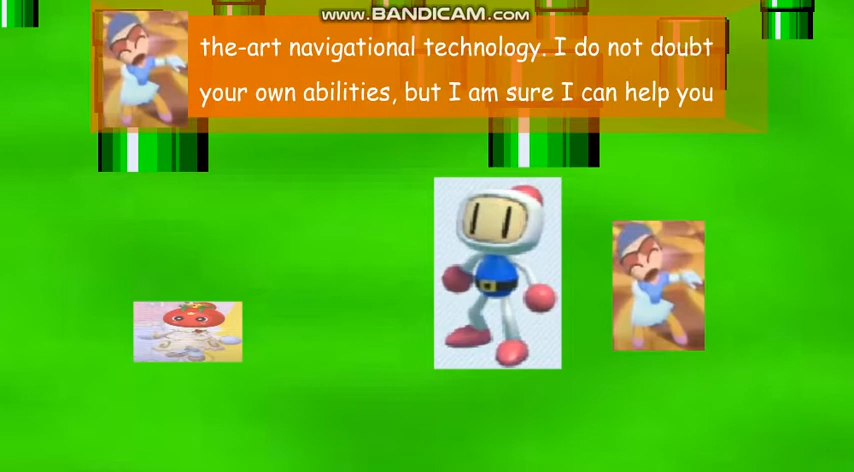 www.BANDICAM.com
the-art navigational technology. I do not doubt
your own abilities, but I am sure I can help you